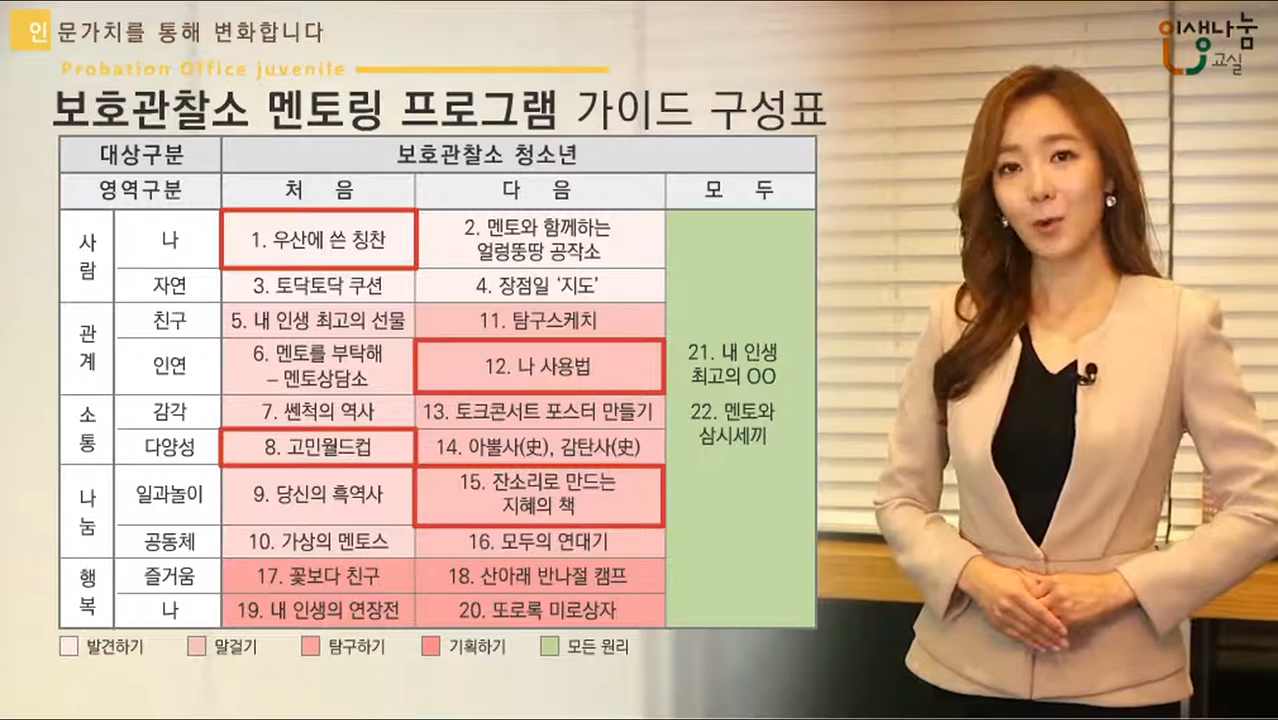 인문가치를 통해 변화합니다
인생나눔
교실
Probation Office juvenile
보호관찰소 멘토링 프로그램 가이드 구성표
대상구분 보호관찰소 청소년
영역구분 처 음 다 음 모 두
사람
나
1. 우산에 쓴 칭찬
2. 멘토와 함께하는
얼렁뚱땅 공작소
자연 3. 토닥토닥 쿠션 4. 장점일 '지도'
관계
친구 5. 내 인생 최고의 선물 11. 탐구스케치
인연
6. 멘토를 부탁해
– 멘토상담소
12. 나 사용법
소통
감각 7. 쎈척의 역사 13. 토크콘서트 포스터 만들기
다양성 8. 고민월드컵 14. 아뿔사(史), 감탄사(史)
나눔
일과놀이 9. 당신의 흑역사
15. 잔소리로 만드는
지혜의 책
공동체 10. 가상의 멘토스 16. 모두의 연대기
행복
즐거움 17. 꽃보다 친구 18. 산아래 반나절 캠프
나 19. 내 인생의 연장전 20. 또로록 미로상자
21. 내 인생
최고의 OO
22. 멘토와
삼시세끼
발견하기 말걸기 탐구하기 기획하기 모든 원리